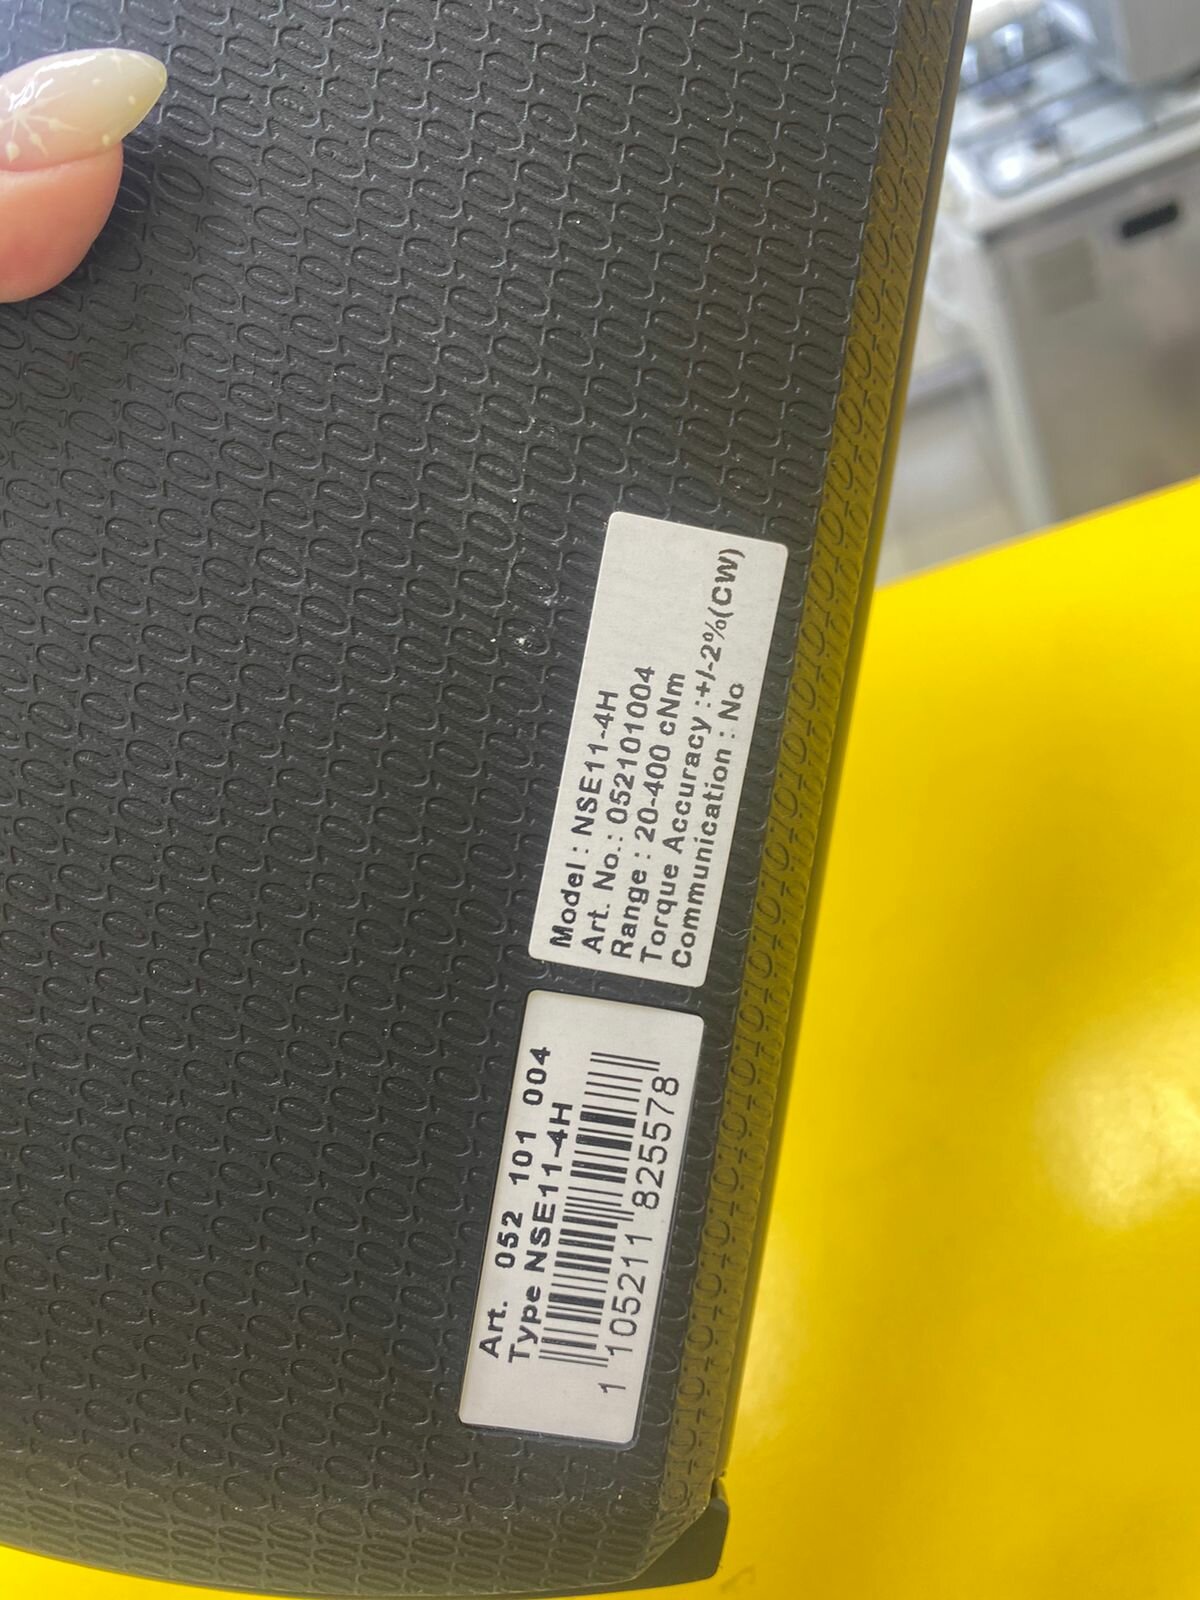 Model : NSE11-4H
Art. No.: 052101004
Range : 20-400 cNm
Torque Accuracy :+/-2%(CW)
Communication : No
Art. 052 101 004
Type NSE11-4H
1 105211 825578